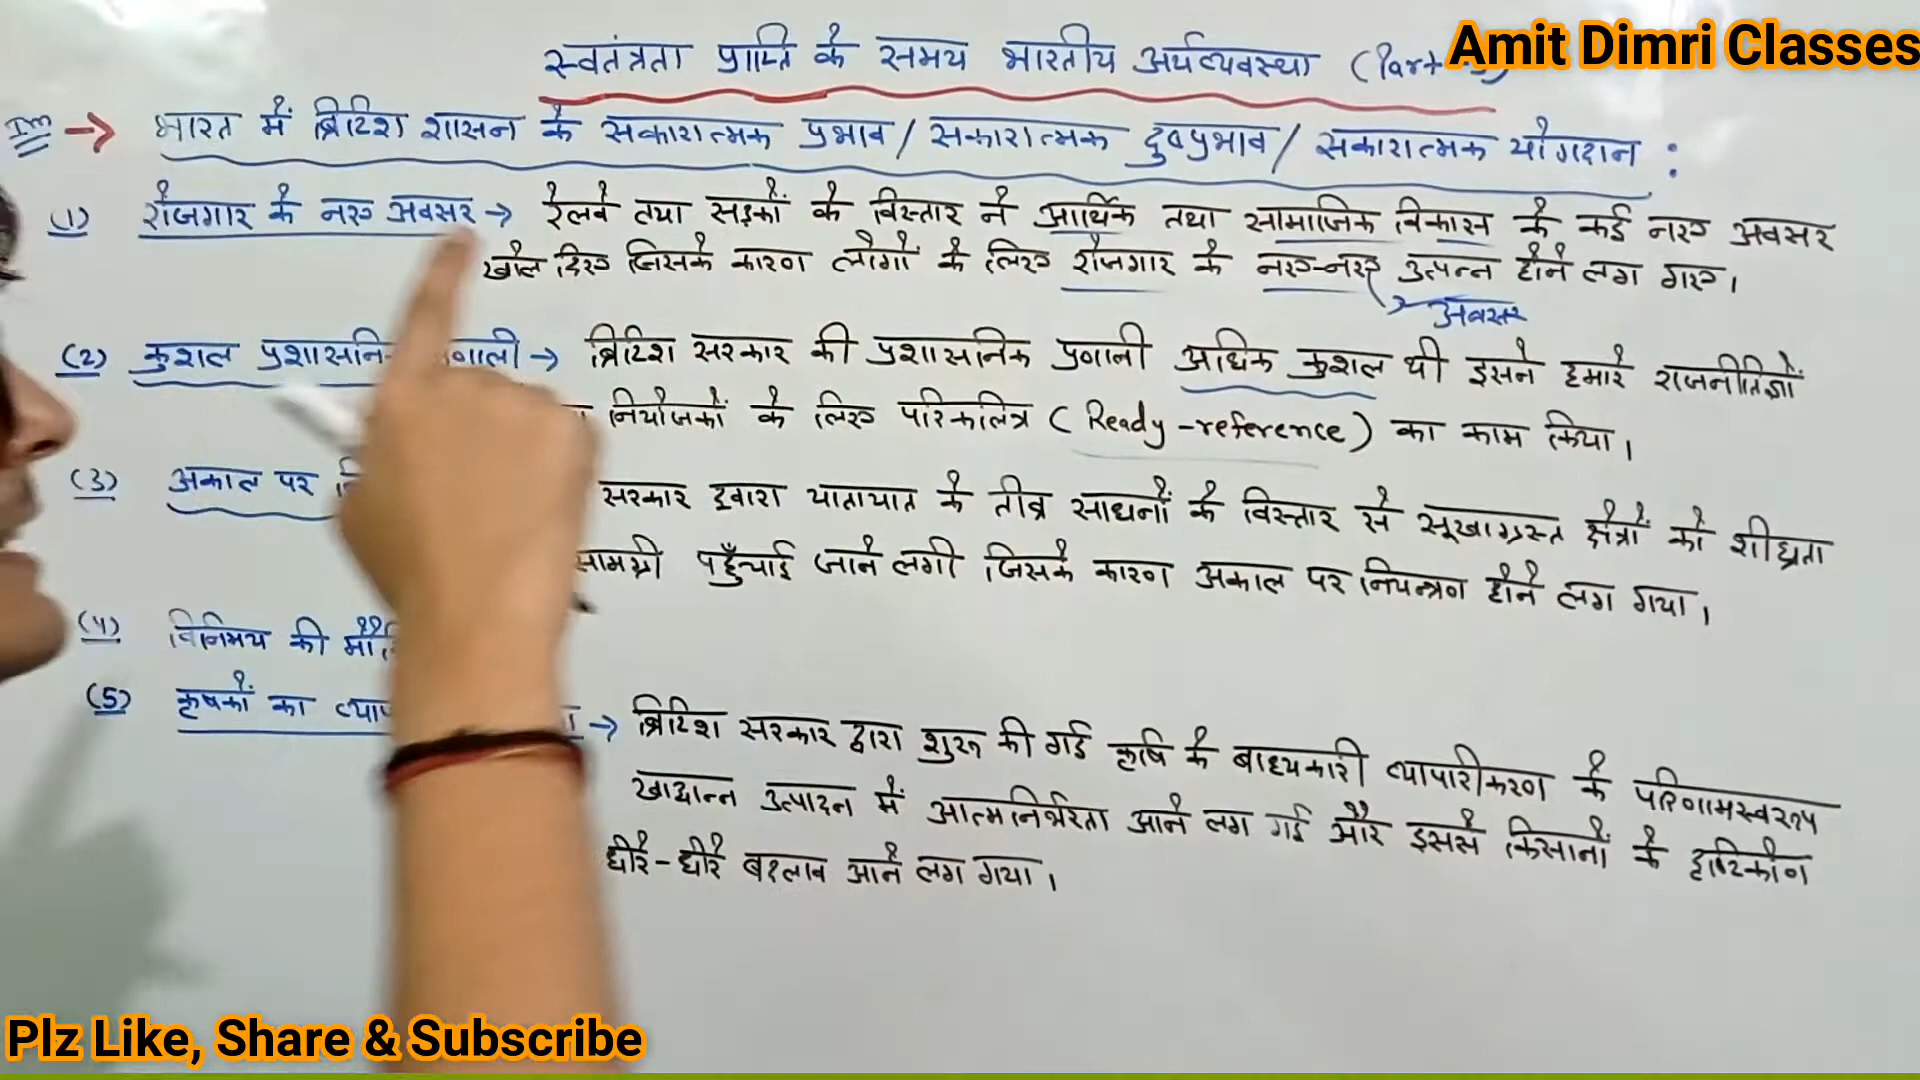 Amit Dimri Classes
स्वतंत्रता प्राप्ति के समय भारतीय अर्थव्यवस्था (Part
Im → भारत में ब्रिटिश शासन के सकारात्मक प्रभाव / सकारात्मक दुष्प्रभाव / सकारात्मक योगदान :
(1) रोजगार के नए अवसर → रेलवे तथा सड़कों के विस्तार ने आर्थिक तथा सामाजिक विकास के कई नए अवसर
खोल दिए जिसके कारण लोगों के लिए रोजगार के नए-नए उत्पन्न होने लग गए।
अवसर
(2) कुशल प्रशासनि णाली → ब्रिटिश सरकार की प्रशासनिक प्रणाली अधिक कुशल थी इसने हमारे राजनीतिज्ञों
नियोजकों के लिए परिकलित्र (Ready-reference) का काम किया।
(3) अकाल पर सरकार द्वारा यातायात के तीव्र साधनों के विस्तार से सूखाग्रस्त क्षेत्रों को शीघ्रता
सामग्री पहुँचाई जाने लगी जिसके कारण अकाल पर नियन्त्रण होने लग गया।
(4) विनिमय की मौ
(5) कृषकों का व्याप → ब्रिटिश सरकार द्वारा शुरू की गई कृषि के बाध्यकारी व्यापारीकरण के परिणामस्वरूप
खाद्यान्न उत्पादन में आत्मनिर्भरता आने लग गई और इससे किसानों के दृष्टिकोण
धीरे-धीरे बदलाव आने लग गया।
Plz Like, Share & Subscribe